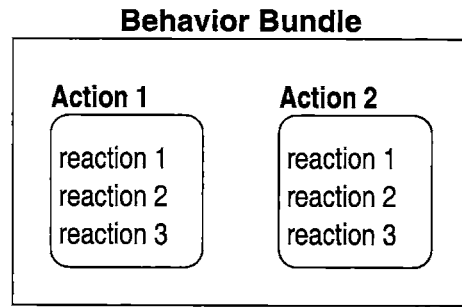 Behavior Bundle
Action 1
reaction 1
reaction 2
reaction 3
Action 2
reaction 1
reaction 2
reaction 3